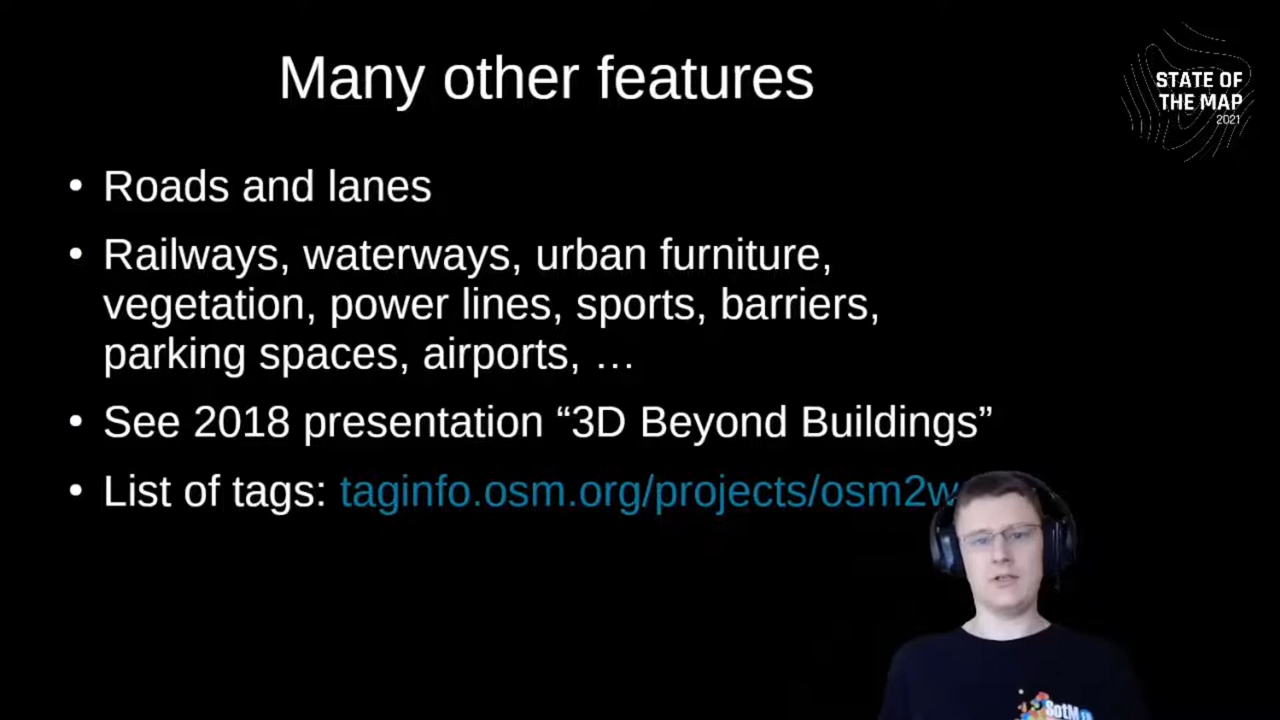 Many other features
STATE OF
THE MAP
2021
• Roads and lanes
• Railways, waterways, urban furniture,
vegetation, power lines, sports, barriers,
parking spaces, airports, …
• See 2018 presentation “3D Beyond Buildings”
• List of tags: taginfo.osm.org/projects/osm2w
SotM